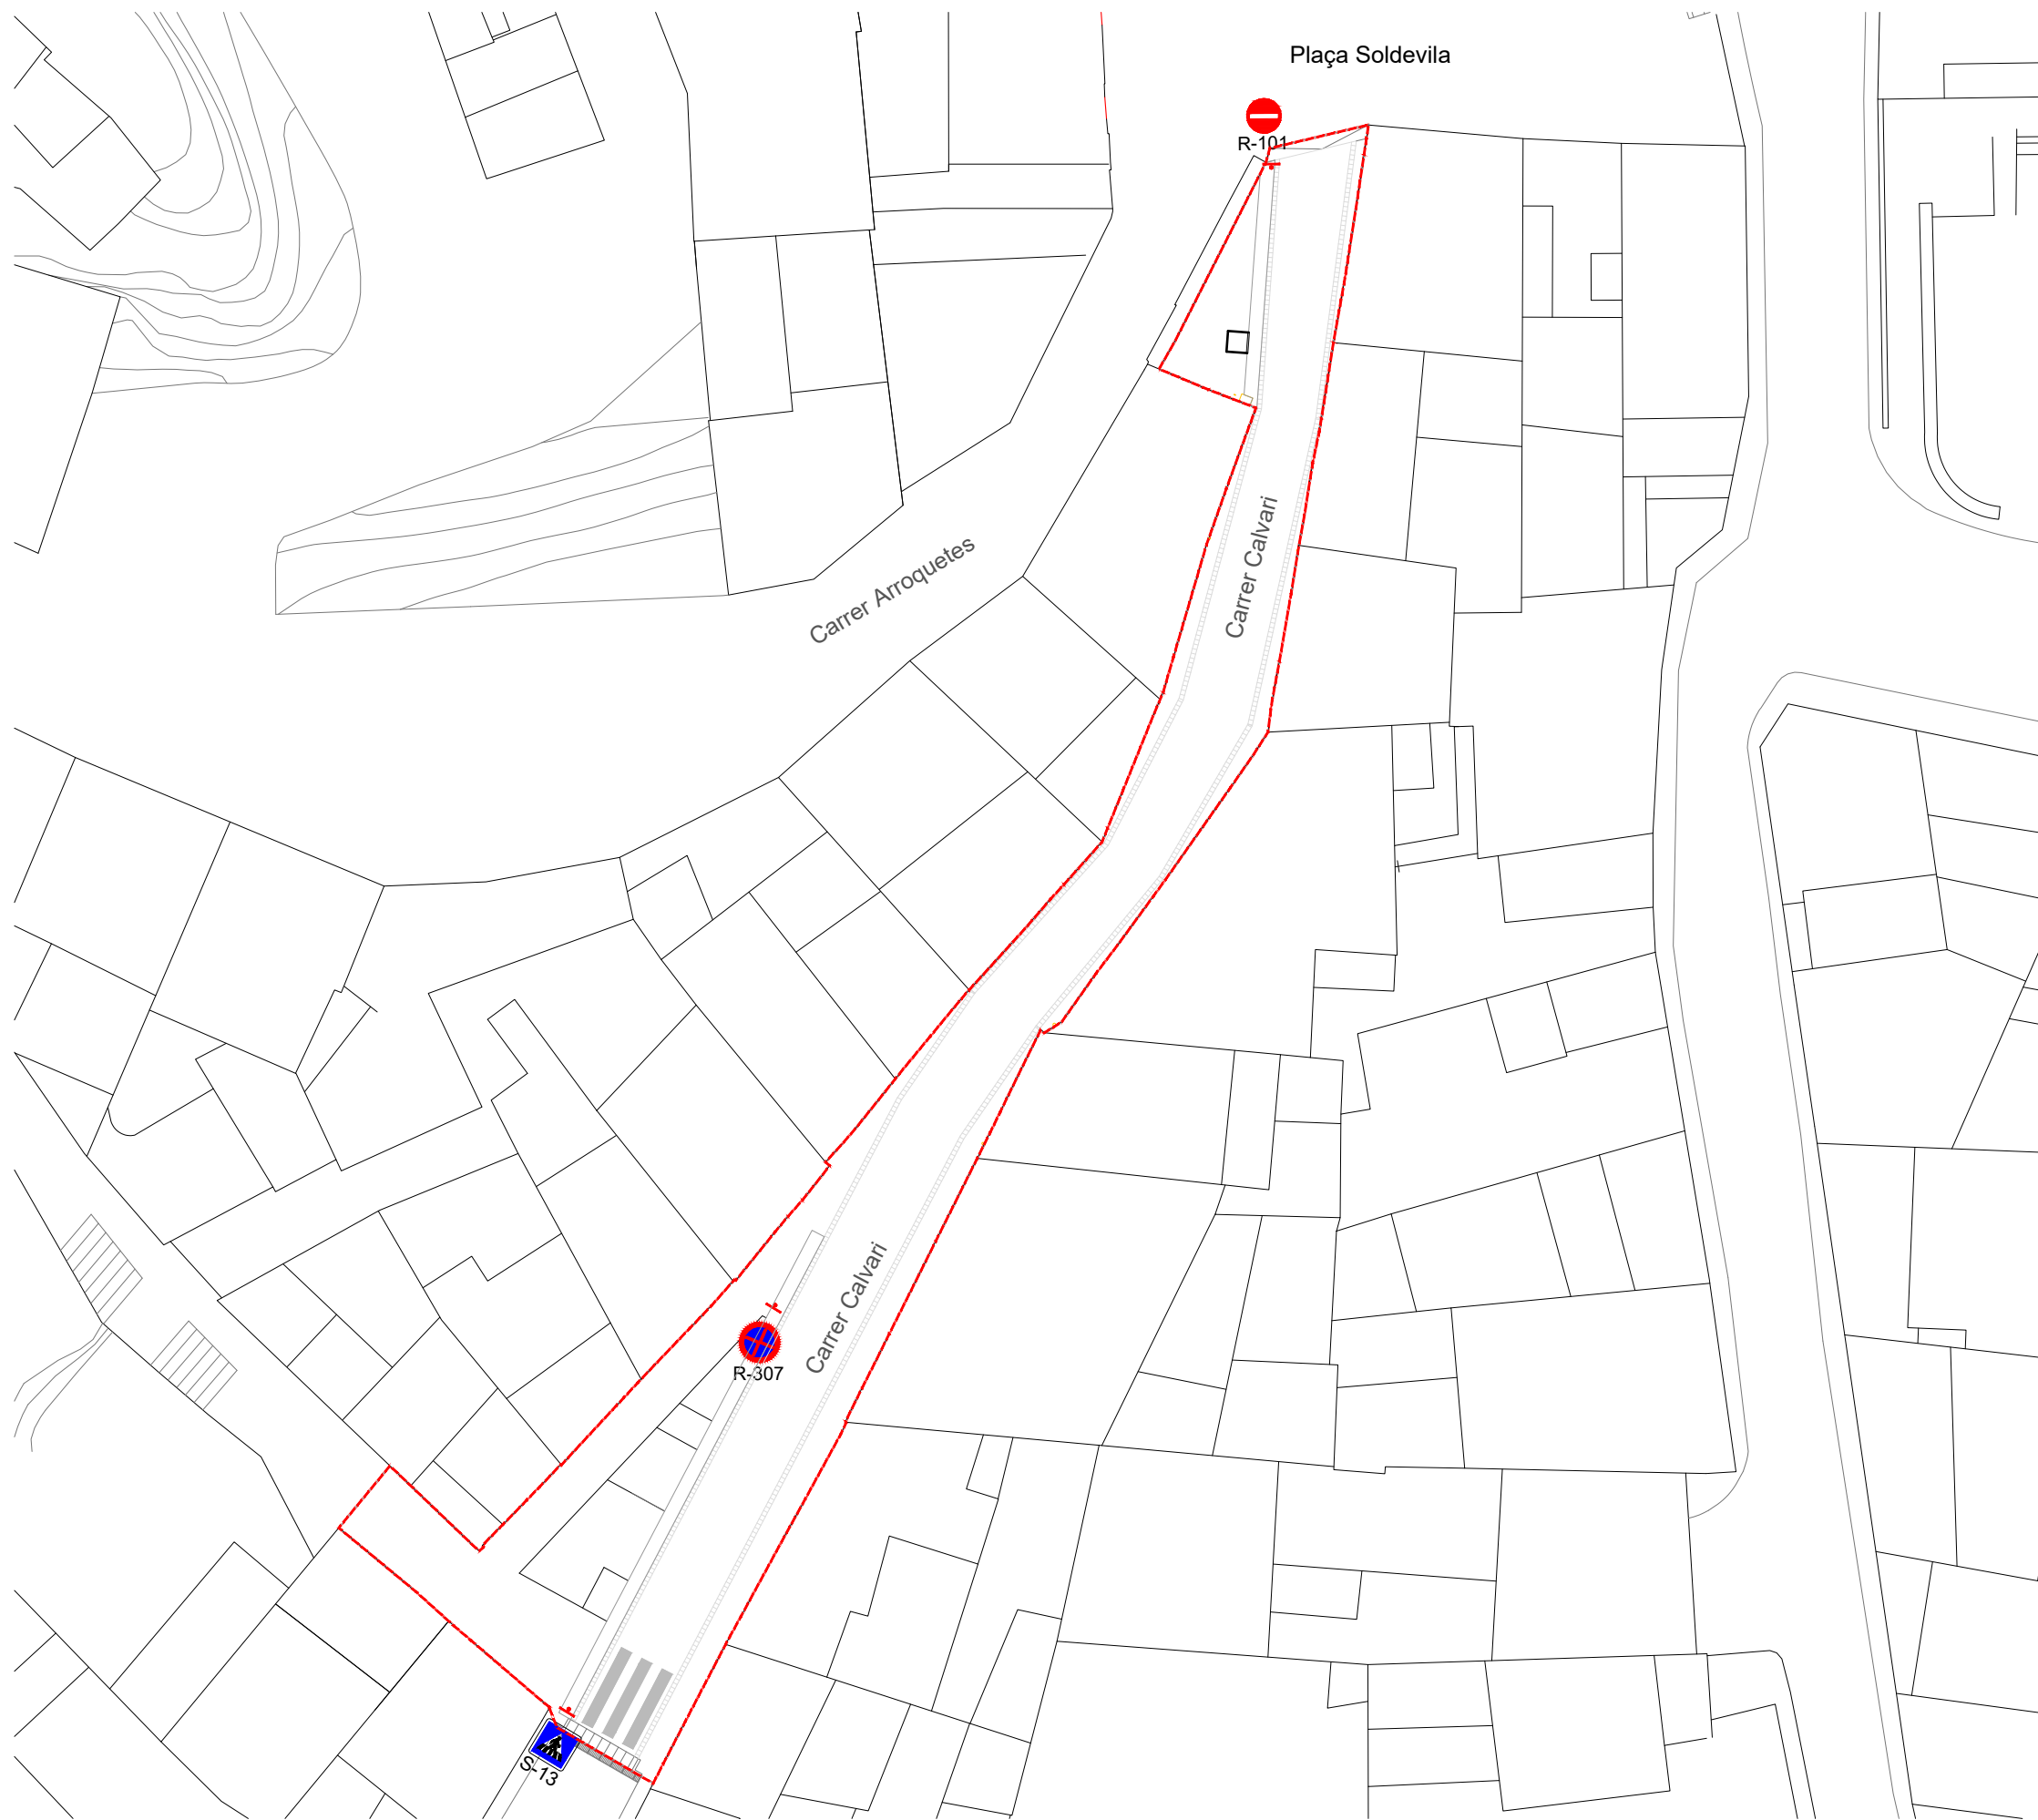 Plaça Soldevila
R-101
Carrer Calvari
Carrer Arroquetes
Carrer Calvari
R-307
S-13